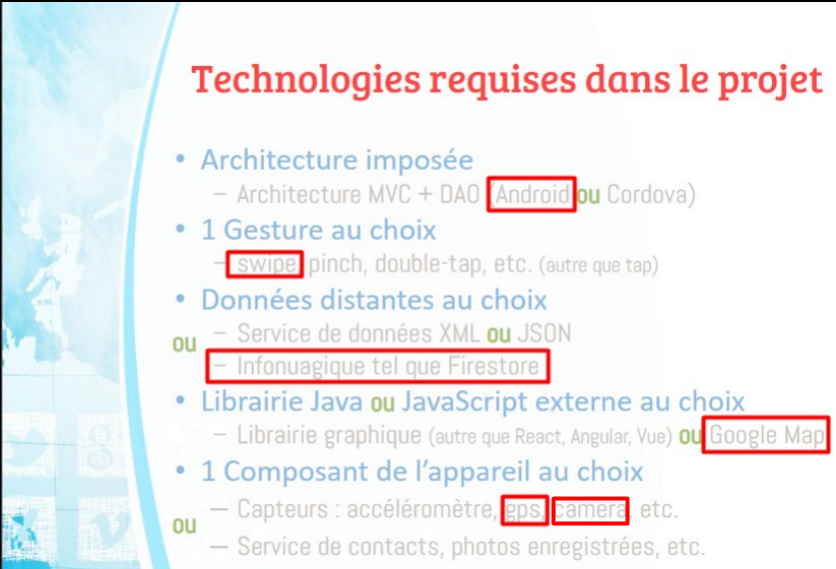 Technologies requises dans le projet
• Architecture imposée
– Architecture MVC + DAO (Android ou Cordova)
• 1 Gesture au choix
– swipe, pinch, double-tap, etc. (autre que tap)
• Données distantes au choix
ou – Service de données XML ou JSON
– Infonuagique tel que Firestore
• Librairie Java ou JavaScript externe au choix
– Librairie graphique (autre que React, Angular, Vue) ou Google Map
• 1 Composant de l'appareil au choix
ou – Capteurs : accéléromètre, gps, camera, etc.
– Service de contacts, photos enregistrées, etc.